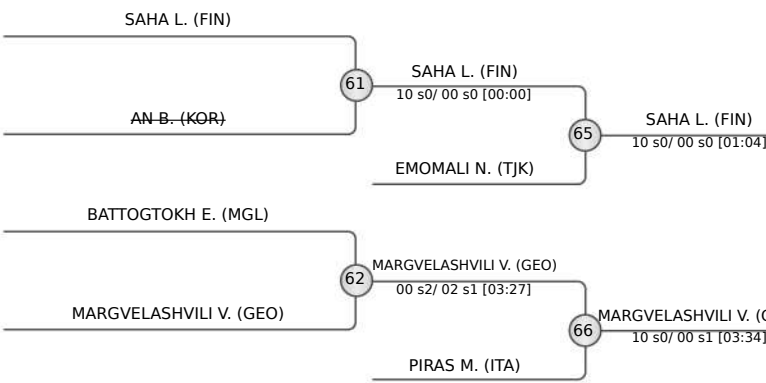 SAHA L. (FIN)
61
SAHA L. (FIN)
10 s0/ 00 s0 [00:00]
AN B. (KOR)
65
SAHA L. (FIN)
10 s0/ 00 s0 [01:04]
EMOMALI N. (TJK)
BATTOGTOKH E. (MGL)
62
MARGVELASHVILI V. (GEO)
00 s2/ 02 s1 [03:27]
MARGVELASHVILI V. (GEO)
66
MARGVELASHVILI V. (G
10 s0/ 00 s1 [03:34]
PIRAS M. (ITA)